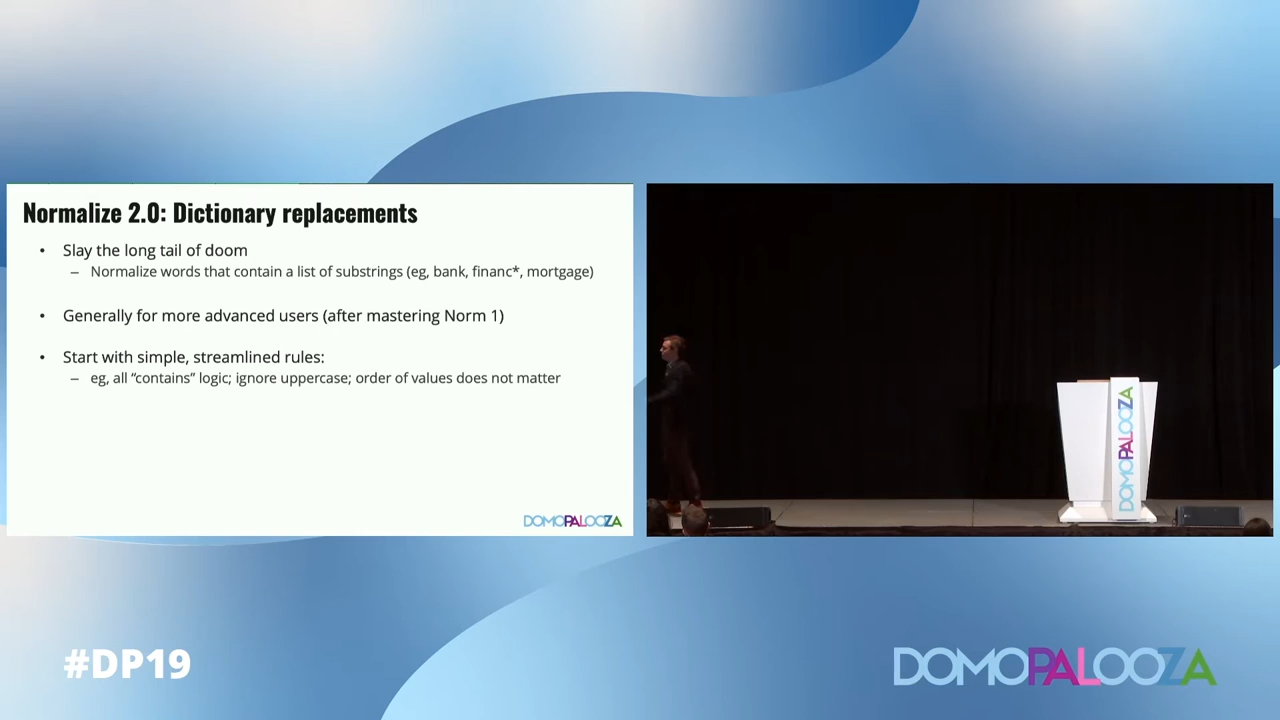 Normalize 2.0: Dictionary replacements
• Slay the long tail of doom
– Normalize words that contain a list of substrings (eg, bank, financ*, mortgage)
• Generally for more advanced users (after mastering Norm 1)
• Start with simple, streamlined rules:
– eg, all “contains” logic; ignore uppercase; order of values does not matter
DOMOPALOOZA
DOMOPALOOZA
#DP19
DOMOPALOOZA